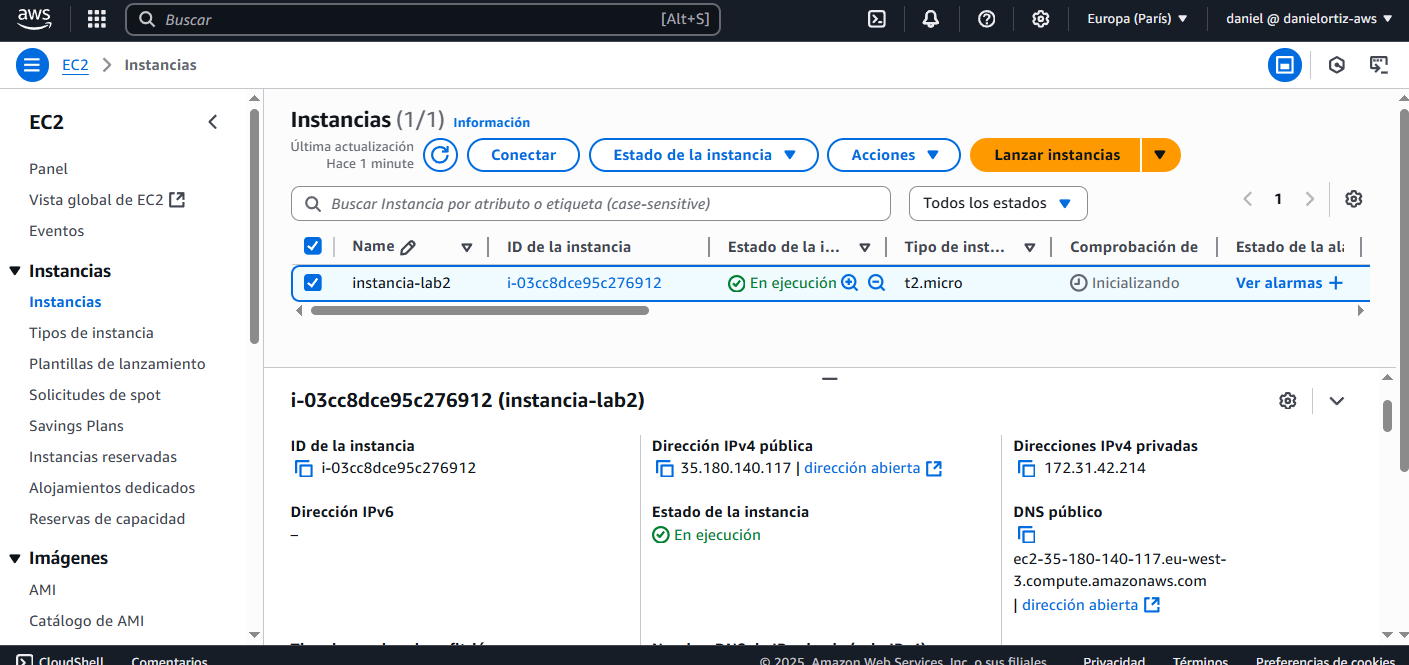 aws
Buscar [Alt+S]
Europa (París)
daniel @ danielortiz-aws
EC2 > Instancias
EC2
Panel
Vista global de EC2
Eventos
Instancias
Instancias
Tipos de instancia
Plantillas de lanzamiento
Solicitudes de spot
Savings Plans
Instancias reservadas
Alojamientos dedicados
Reservas de capacidad
Imágenes
AMI
Catálogo de AMI
Instancias (1/1) Información
Última actualización
Hace 1 minute
Conectar
Estado de la instancia
Acciones
Lanzar instancias
Buscar Instancia por atributo o etiqueta (case-sensitive)
Todos los estados
1
Name ID de la instancia Estado de la i... Tipo de inst... Comprobación de Estado de la ala
instancia-lab2 i-03cc8dce95c276912 En ejecución t2.micro Inicializando Ver alarmas +
i-03cc8dce95c276912 (instancia-lab2)
ID de la instancia
i-03cc8dce95c276912
Dirección IPv4 pública
35.180.140.117 | dirección abierta
Direcciones IPv4 privadas
172.31.42.214
Dirección IPv6
–
Estado de la instancia
En ejecución
DNS público
ec2-35-180-140-117.eu-west-
3.compute.amazonaws.com
| dirección abierta
CloudShell Comentarios © 2025, Amazon Web Services, Inc. o sus filiales. Privacidad Términos Preferencias de cookies